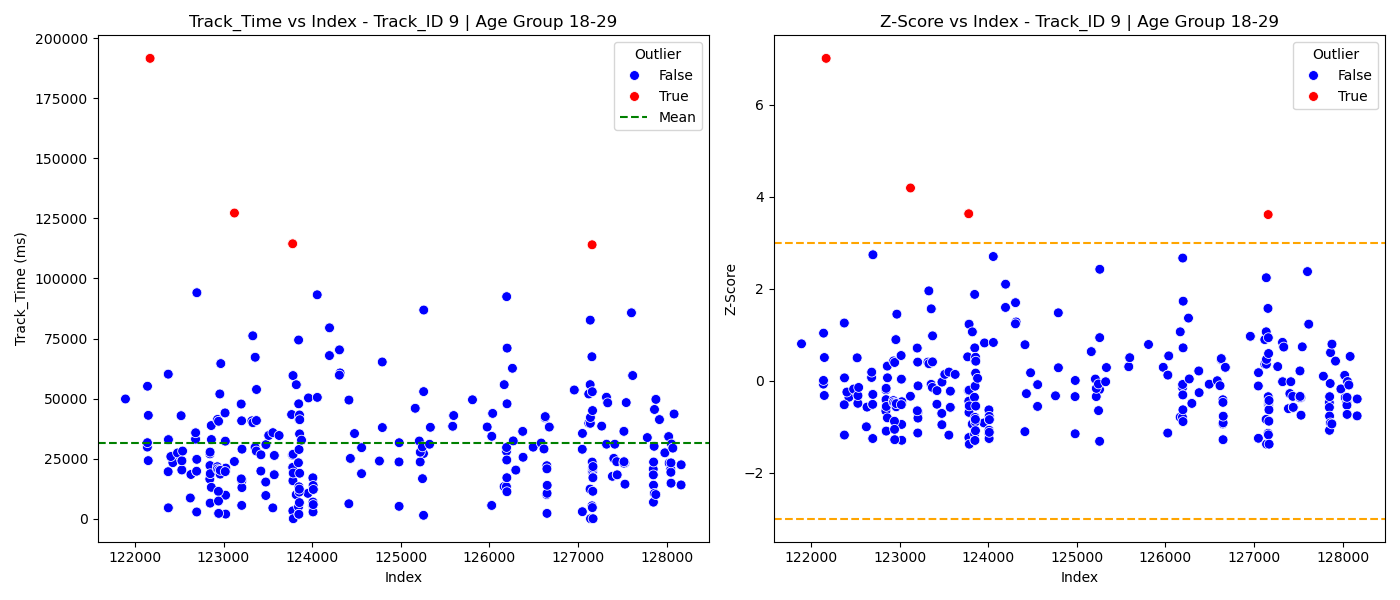 Track_Time vs Index - Track_ID 9 | Age Group 18-29
200000
175000
150000
125000
100000
75000
50000
25000
0
Track_Time (ms)
122000 123000 124000 125000 126000 127000 128000
Index
Outlier
False
True
Mean
Z-Score vs Index - Track_ID 9 | Age Group 18-29
6
4
2
0
−2
Z-Score
122000 123000 124000 125000 126000 127000 128000
Index
Outlier
False
True